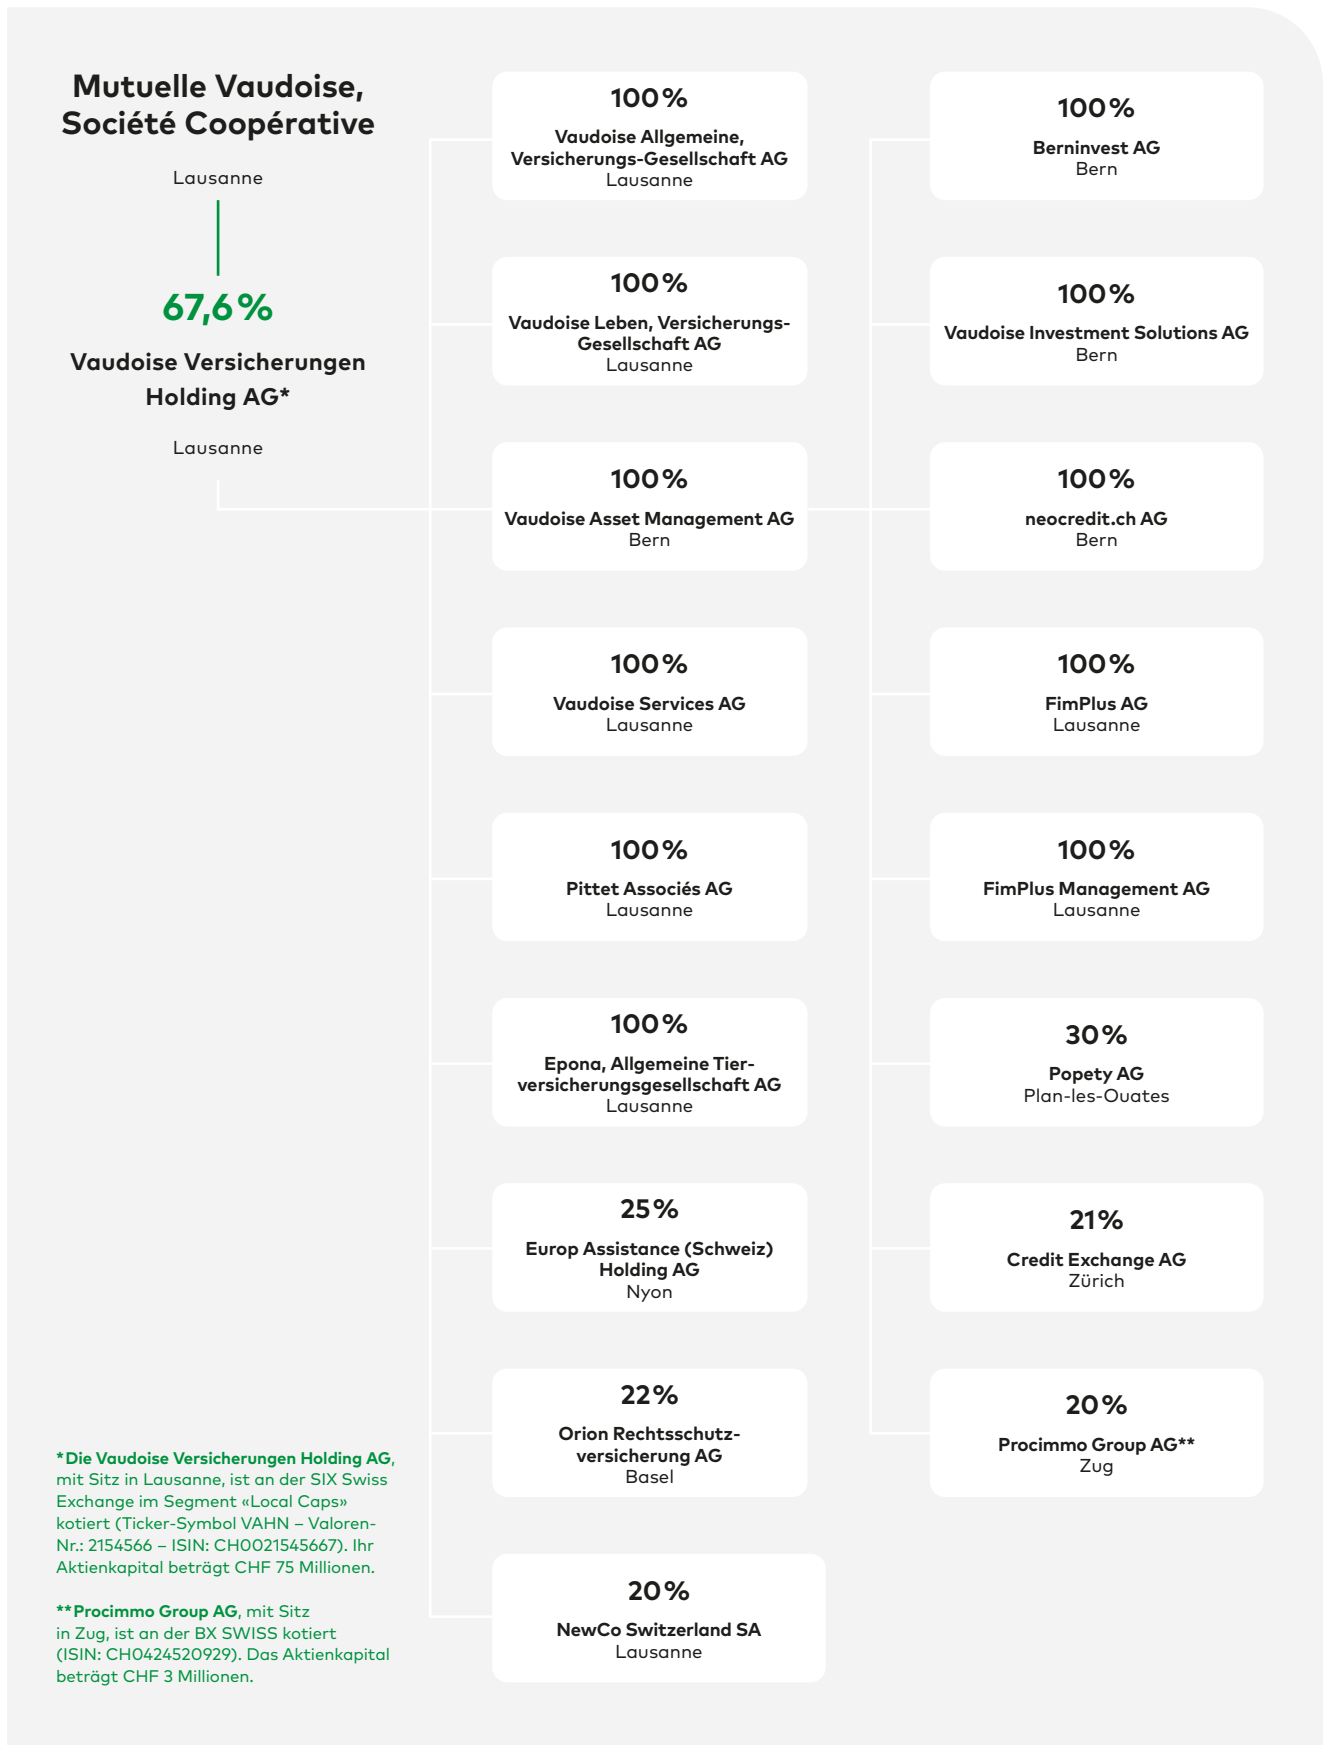 Mutuelle Vaudoise,
Société Coopérative
Lausanne
67,6 %
Vaudoise Versicherungen
Holding AG*
Lausanne
100 %
Vaudoise Allgemeine,
Versicherungs-Gesellschaft AG
Lausanne
100 %
Vaudoise Leben, Versicherungs-
Gesellschaft AG
Lausanne
100 %
Vaudoise Asset Management AG
Bern
100 %
Vaudoise Services AG
Lausanne
100 %
Pittet Associés AG
Lausanne
100 %
Epona, Allgemeine Tier-
versicherungsgesellschaft AG
Lausanne
25 %
Europ Assistance (Schweiz)
Holding AG
Nyon
22 %
Orion Rechtsschutz-
versicherung AG
Basel
20 %
NewCo Switzerland SA
Lausanne
100 %
Berninvest AG
Bern
100 %
Vaudoise Investment Solutions AG
Bern
100 %
neocredit.ch AG
Bern
100 %
FimPlus AG
Lausanne
100 %
FimPlus Management AG
Lausanne
30 %
Popety AG
Plan-les-Ouates
21 %
Credit Exchange AG
Zürich
20 %
Procimmo Group AG**
Zug
* Die Vaudoise Versicherungen Holding AG,
mit Sitz in Lausanne, ist an der SIX Swiss
Exchange im Segment «Local Caps»
kotiert (Ticker-Symbol VAHN – Valoren-
Nr.: 2154566 – ISIN: CH0021545667). Ihr
Aktienkapital beträgt CHF 75 Millionen.
** Procimmo Group AG, mit Sitz
in Zug, ist an der BX SWISS kotiert
(ISIN: CH0424520929). Das Aktienkapital
beträgt CHF 3 Millionen.